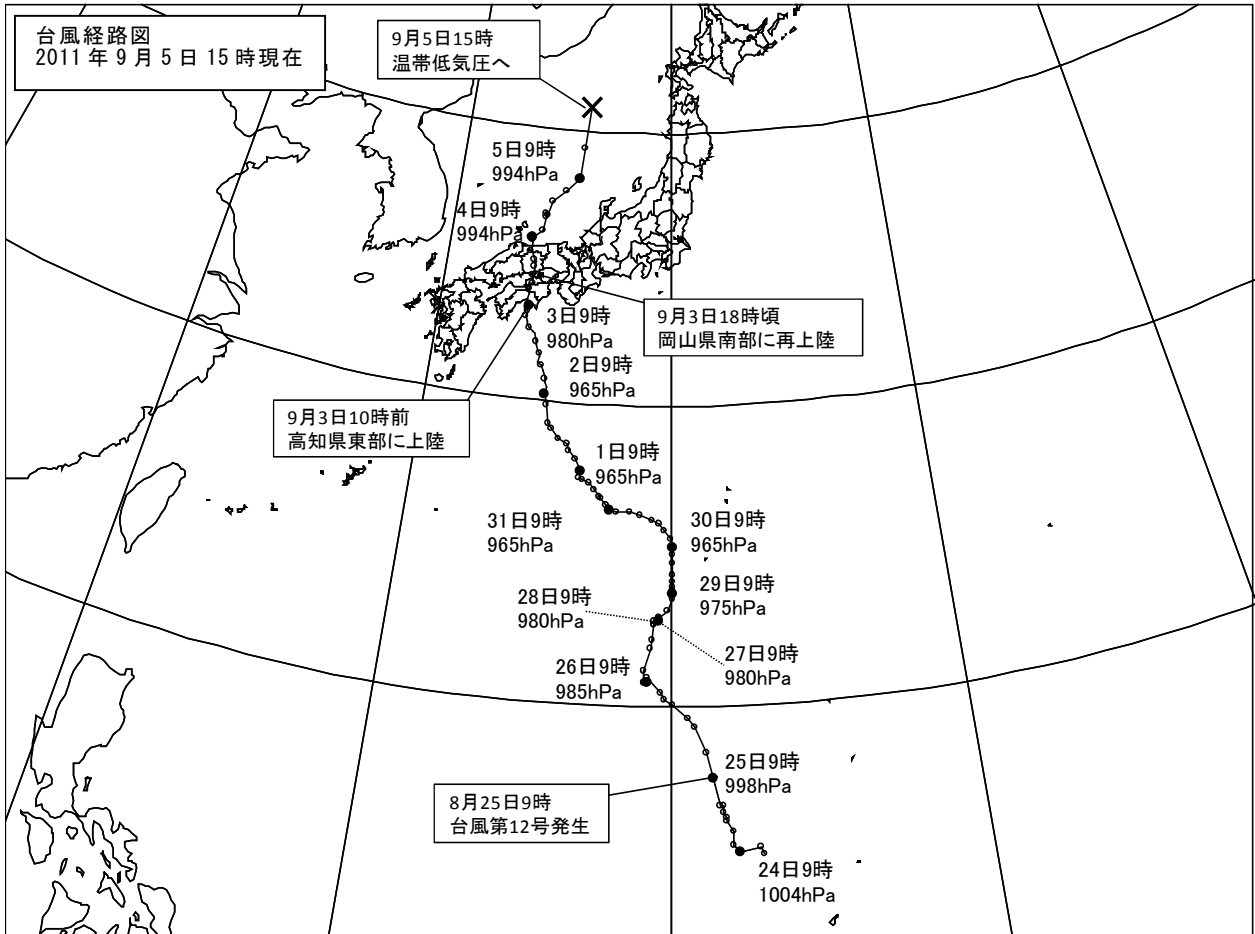 台風経路図
2011年9月5日15時現在
9月5日15時
温帯低気圧へ
5日9時
994hPa
4日9時
994hPa
9月3日18時頃
岡山県南部に再上陸
3日9時
980hPa
2日9時
965hPa
9月3日10時前
高知県東部に上陸
1日9時
965hPa
31日9時
965hPa
30日9時
965hPa
29日9時
975hPa
28日9時
980hPa
27日9時
980hPa
26日9時
985hPa
25日9時
998hPa
8月25日9時
台風第12号発生
24日9時
1004hPa